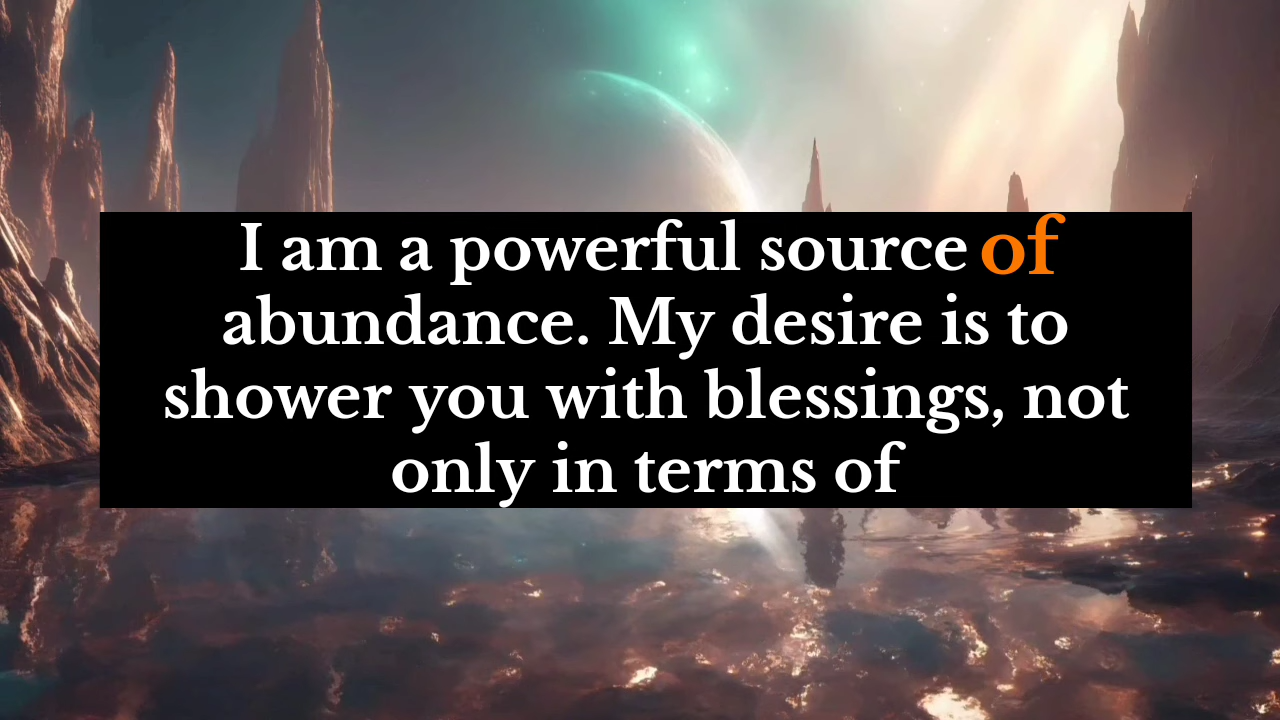 I am a powerful source of
abundance. My desire is to
shower you with blessings, not
only in terms of